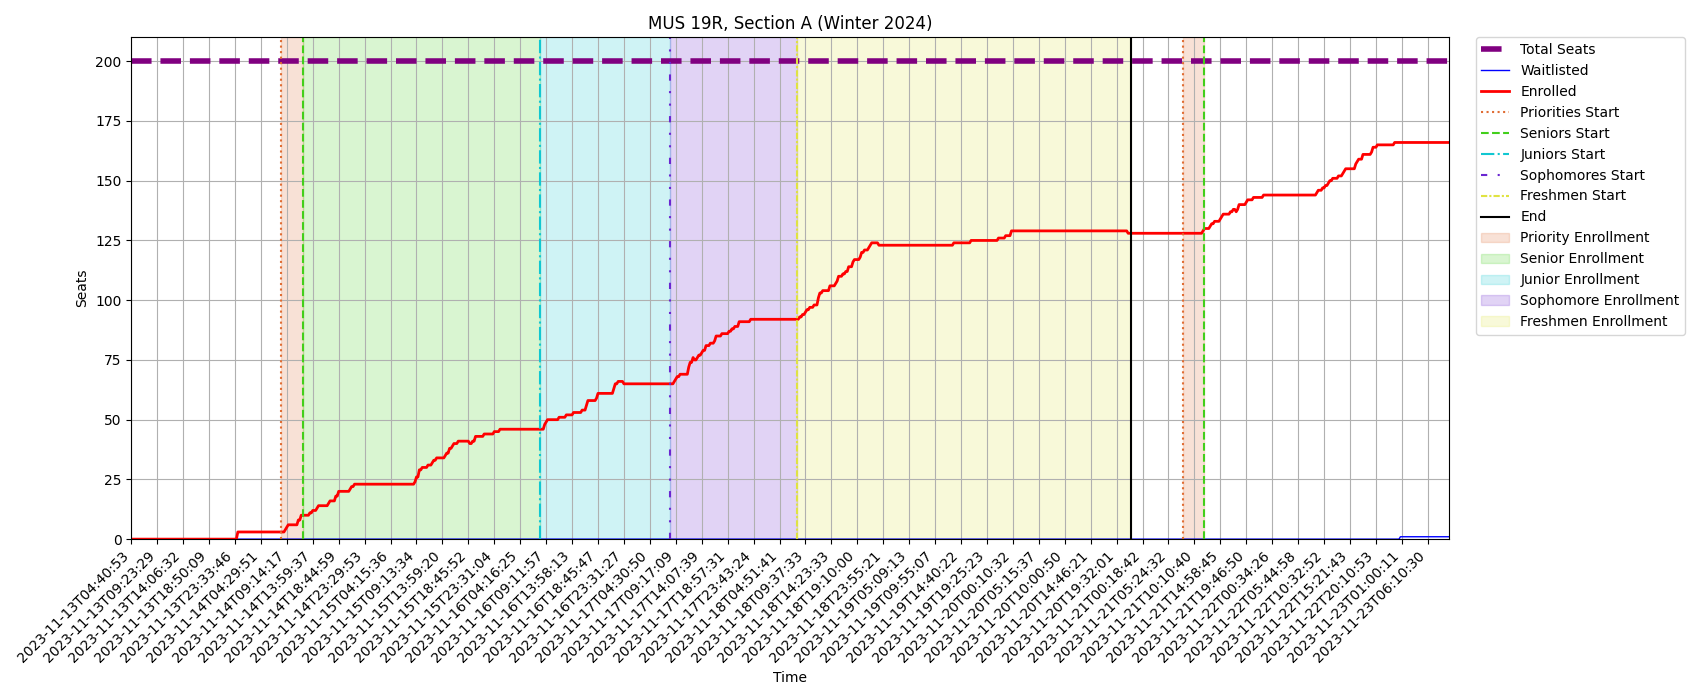 MUS 19R, Section A (Winter 2024)
Seats
200
175
150
125
100
75
50
25
0
2023-11-13T04:40:53
2023-11-13T09:23:29
2023-11-13T14:06:32
2023-11-13T18:50:09
2023-11-13T23:33:46
2023-11-14T04:29:51
2023-11-14T09:14:17
2023-11-14T13:59:37
2023-11-14T18:44:59
2023-11-14T23:29:53
2023-11-15T04:15:36
2023-11-15T09:13:34
2023-11-15T13:59:20
2023-11-15T18:45:52
2023-11-15T23:31:04
2023-11-16T04:16:25
2023-11-16T09:11:57
2023-11-16T13:58:13
2023-11-16T18:45:47
2023-11-16T23:31:27
2023-11-17T04:30:50
2023-11-17T09:17:09
2023-11-17T14:07:39
2023-11-17T18:57:31
2023-11-17T23:43:24
2023-11-18T04:51:41
2023-11-18T09:37:33
2023-11-18T14:23:33
2023-11-18T19:10:00
2023-11-18T23:55:21
2023-11-19T05:09:13
2023-11-19T09:55:07
2023-11-19T14:40:22
2023-11-19T19:25:23
2023-11-20T00:10:32
2023-11-20T05:15:37
2023-11-20T10:00:50
2023-11-20T14:46:21
2023-11-20T19:32:01
2023-11-21T00:18:42
2023-11-21T05:24:32
2023-11-21T10:10:40
2023-11-21T14:58:45
2023-11-21T19:46:50
2023-11-22T00:34:26
2023-11-22T05:44:58
2023-11-22T10:32:52
2023-11-22T15:21:43
2023-11-22T20:10:53
2023-11-23T01:00:11
2023-11-23T06:10:30
Time
Total Seats
Waitlisted
Enrolled
Priorities Start
Seniors Start
Juniors Start
Sophomores Start
Freshmen Start
End
Priority Enrollment
Senior Enrollment
Junior Enrollment
Sophomore Enrollment
Freshmen Enrollment